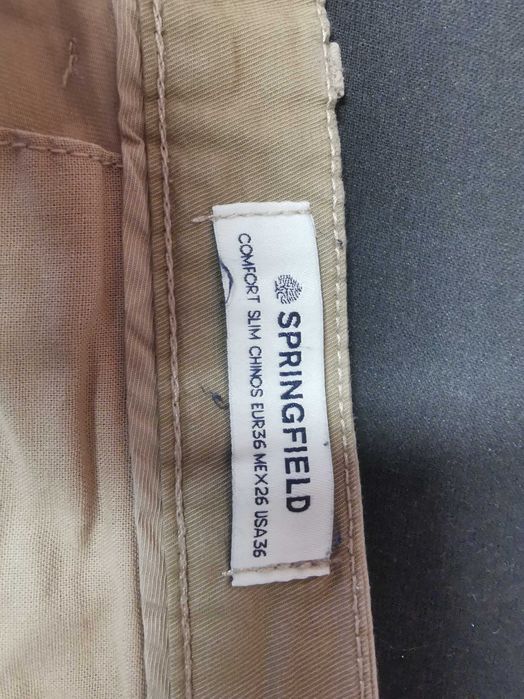 SPRINGFIELD
COMFORT SLIM CHINOS EUR36 MEX26 USA36